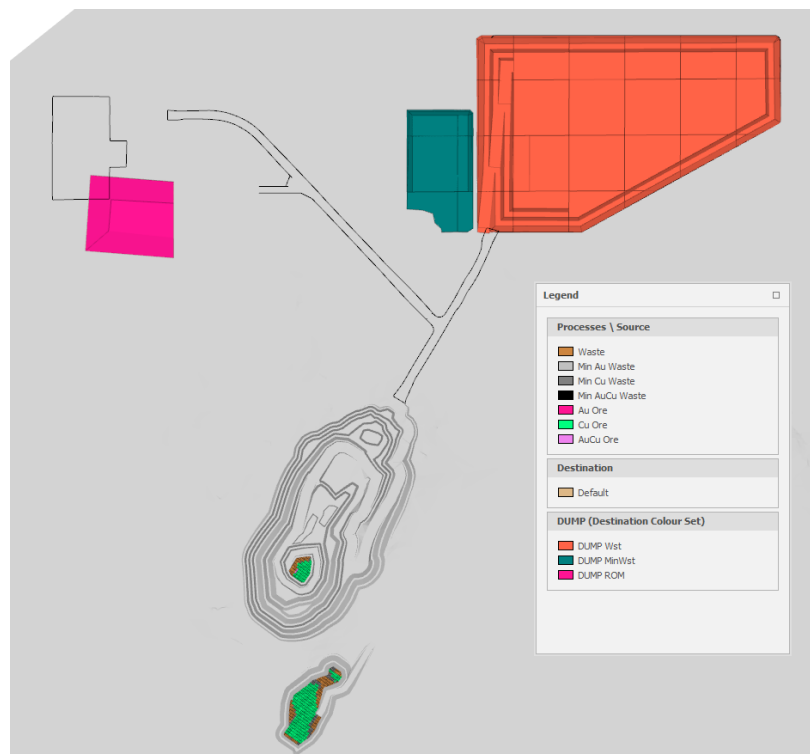 Legend
Processes \ Source
Waste
Min Au Waste
Min Cu Waste
Min AuCu Waste
Au Ore
Cu Ore
AuCu Ore
Destination
Default
DUMP (Destination Colour Set)
DUMP Wst
DUMP MinWst
DUMP ROM